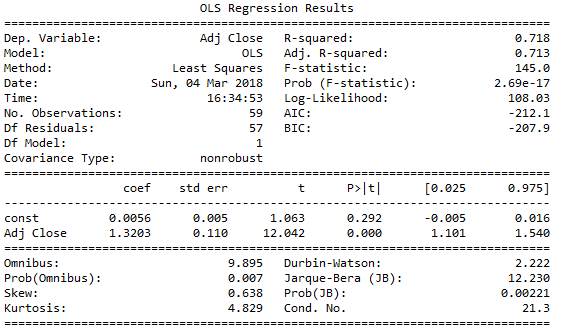 OLS Regression Results
==============================================================================
Dep. Variable:              Adj Close   R-squared:                       0.718
Model:                            OLS   Adj. R-squared:                  0.713
Method:                 Least Squares   F-statistic:                     145.0
Date:                Sun, 04 Mar 2018   Prob (F-statistic):           2.69e-17
Time:                        16:34:53   Log-Likelihood:                 108.03
No. Observations:                  59   AIC:                            -212.1
Df Residuals:                      57   BIC:                            -207.9
Df Model:                           1
Covariance Type:            nonrobust
==============================================================================
                 coef    std err          t      P>|t|      [0.025      0.975]
------------------------------------------------------------------------------
const          0.0056      0.005      1.063      0.292      -0.005       0.016
Adj Close      1.3203      0.110     12.042      0.000       1.101       1.540
==============================================================================
Omnibus:                        9.895   Durbin-Watson:                   2.222
Prob(Omnibus):                  0.007   Jarque-Bera (JB):               12.230
Skew:                           0.638   Prob(JB):                      0.00221
Kurtosis:                       4.829   Cond. No.                         21.3
==============================================================================